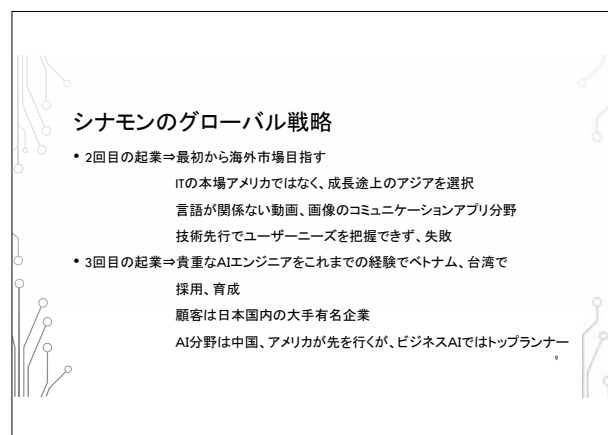 シナモンのグローバル戦略
• 2回目の起業⇒最初から海外市場目指す
ITの本場アメリカではなく、成長途上のアジアを選択
言語が関係ない動画、画像のコミュニケーションアプリ分野
技術先行でユーザーニーズを把握できず、失敗
• 3回目の起業⇒貴重なAIエンジニアをこれまでの経験でベトナム、台湾で
採用、育成
顧客は日本国内の大手有名企業
AI分野は中国、アメリカが先を行くが、ビジネスAIではトップランナー
9